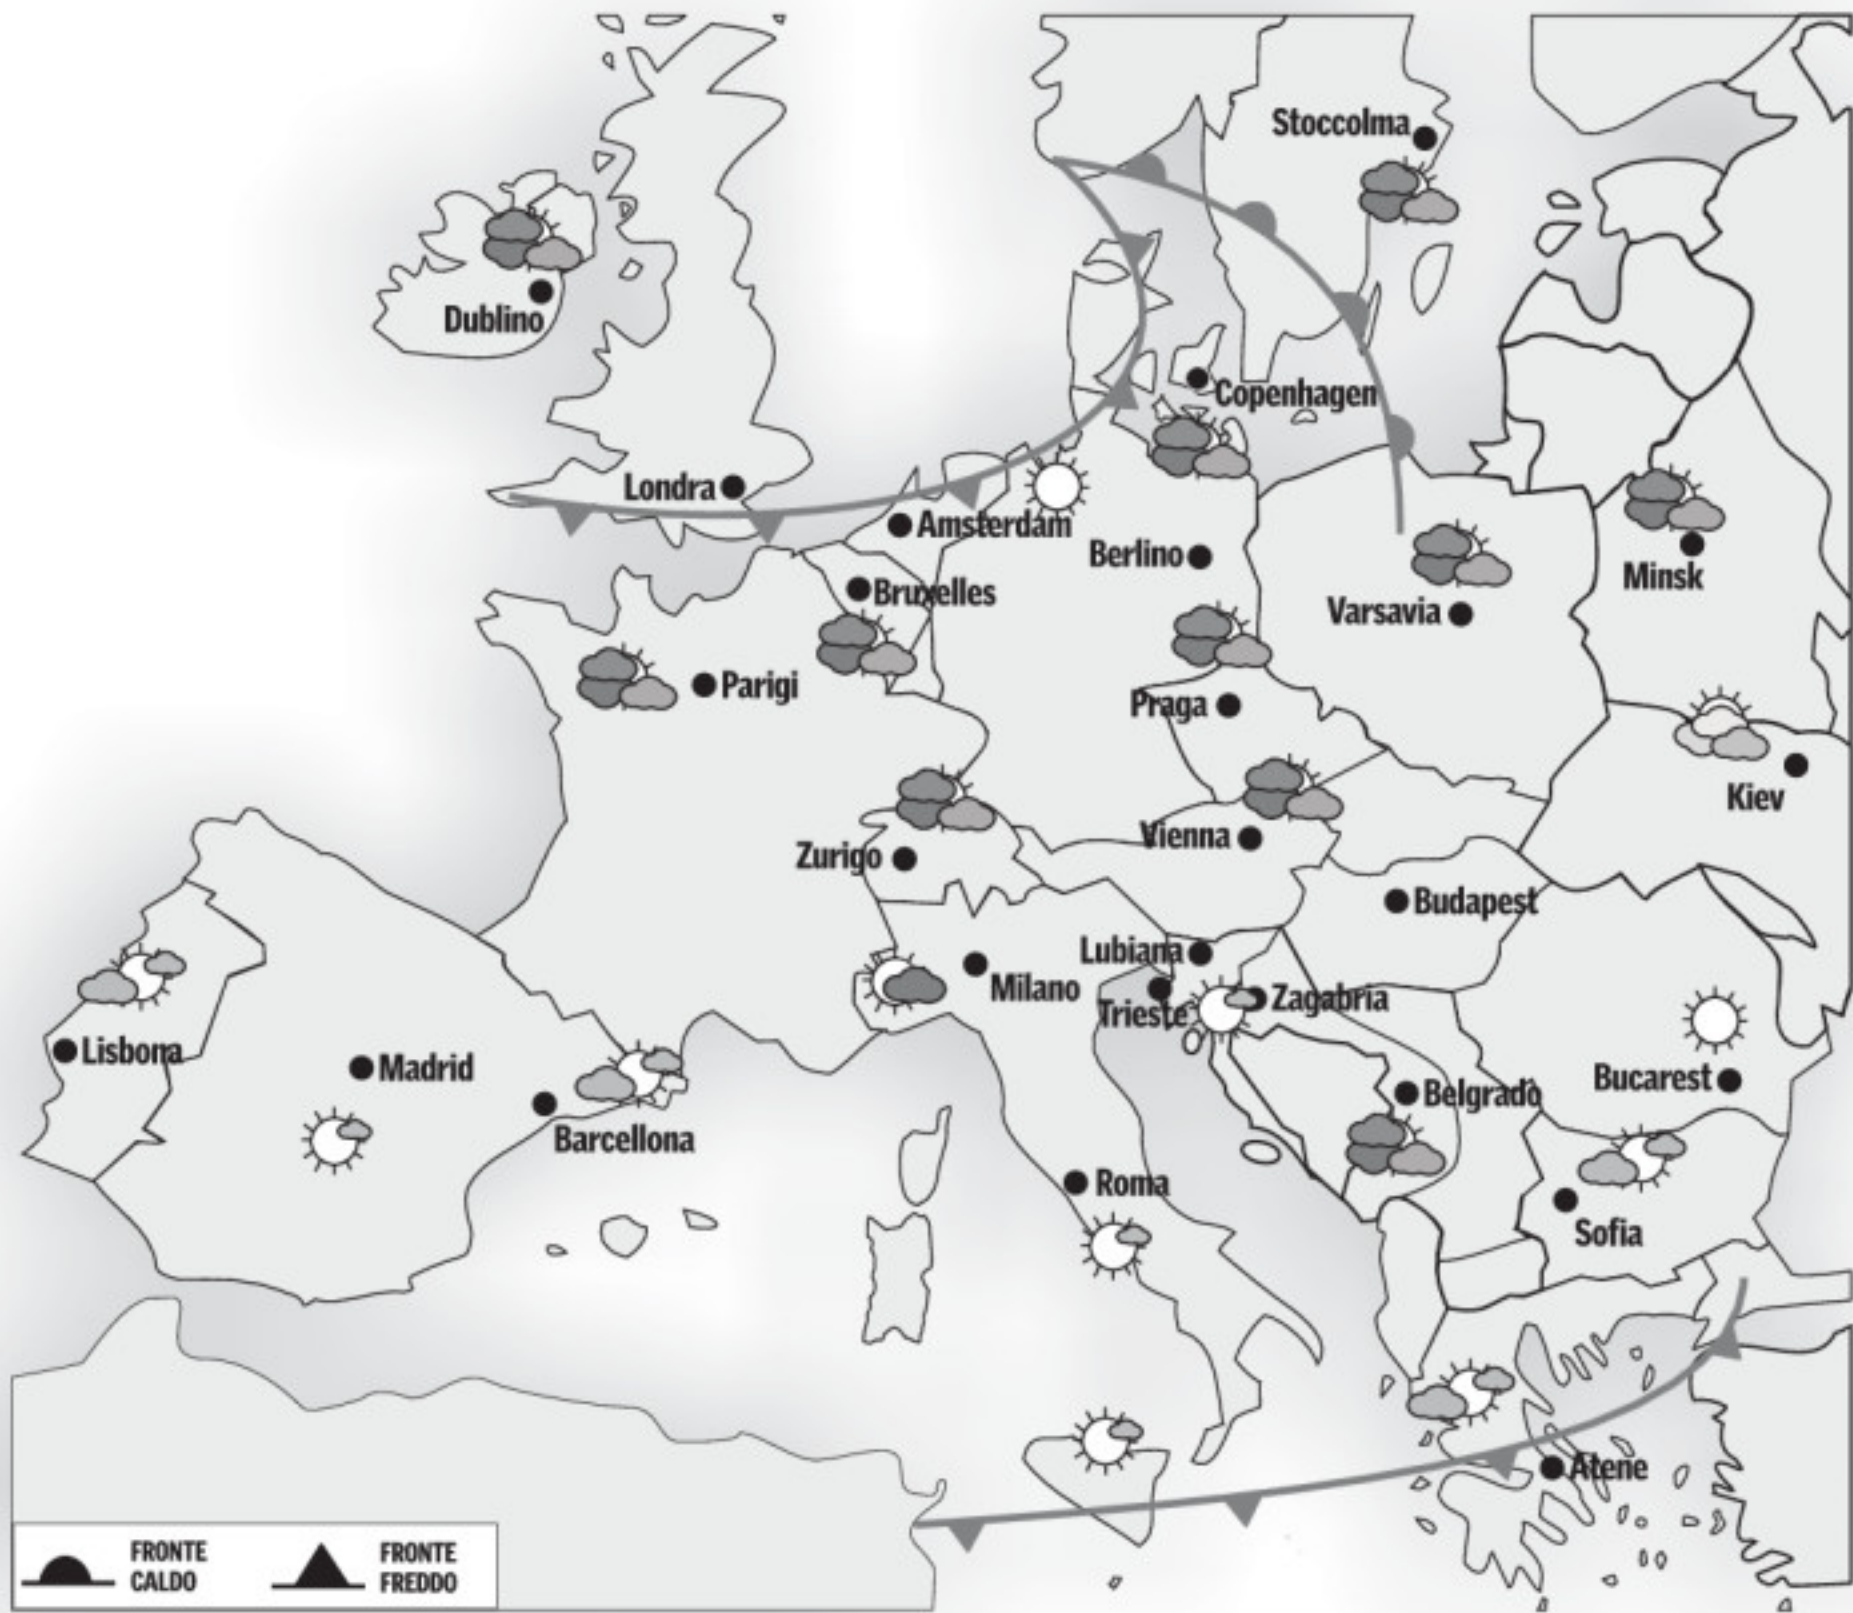 Stoccolma
Dublino
Copenhagen
Londra
Amsterdam
Berlino
Minsk
Bruxelles
Varsavia
Parigi
Praga
Kiev
Vienna
Zurigo
Budapest
Lubiana
Milano
Zagabria
Trieste
Lisbona
Madrid
Bucarest
Belgrado
Barcellona
Roma
Sofia
Atene
FRONTE
CALDO
FRONTE
FREDDO